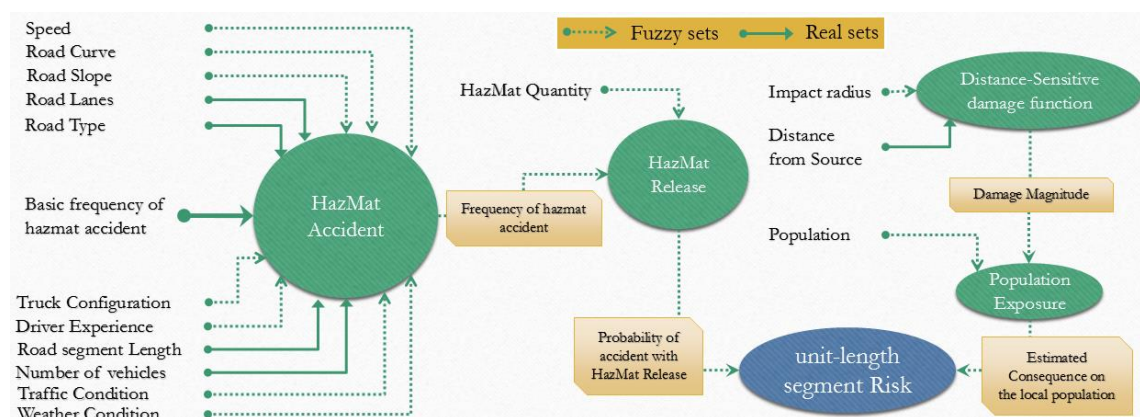 Speed
Road Curve
Road Slope
Road Lanes
Road Type
Fuzzy sets
Real sets
HazMat Quantity
Impact radius
Distance-Sensitive
damage function
Distance
from Source
HazMat
Release
Basic frequency of
hazmat accident
HazMat
Accident
Frequency of hazmat
accident
Damage Magnitude
Population
Population
Exposure
Truck Configuration
Driver Experience
Road segment Length
Number of vehicles
Traffic Condition
Weather Condition
Probability of
accident with
HazMat Release
unit-length
segment Risk
Estimated
Consequence on
the local population